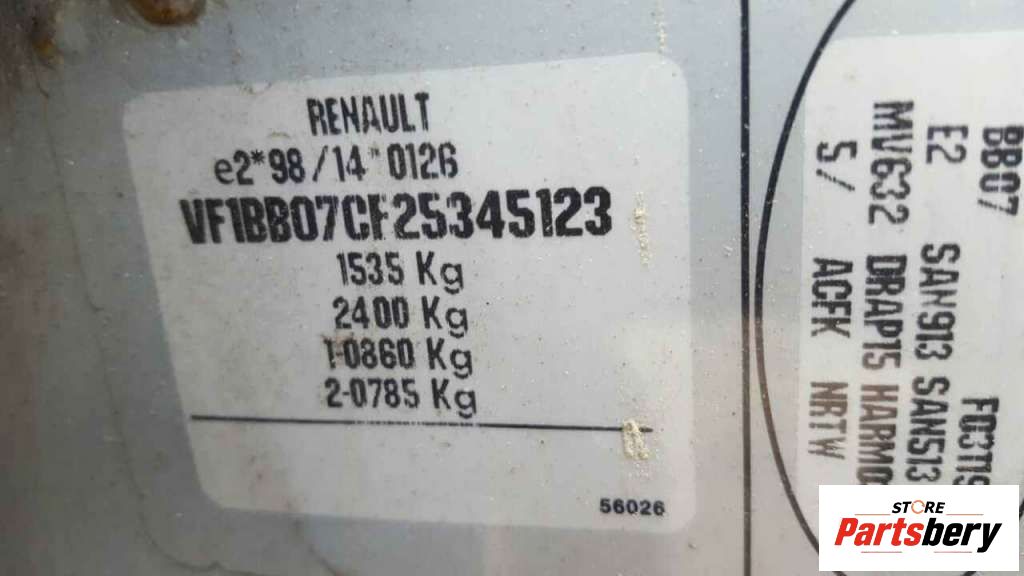 RENAULT
e2*98/14*0126
VF1BB07CF25345123
1535 Kg
2400 Kg
1-0860 Kg
2-0785 Kg
56026
BB07
E2 SAN913 SAN513
MV632 DRAP15 HARMO
S/ ACFK NRTW
STORE
Partsbery